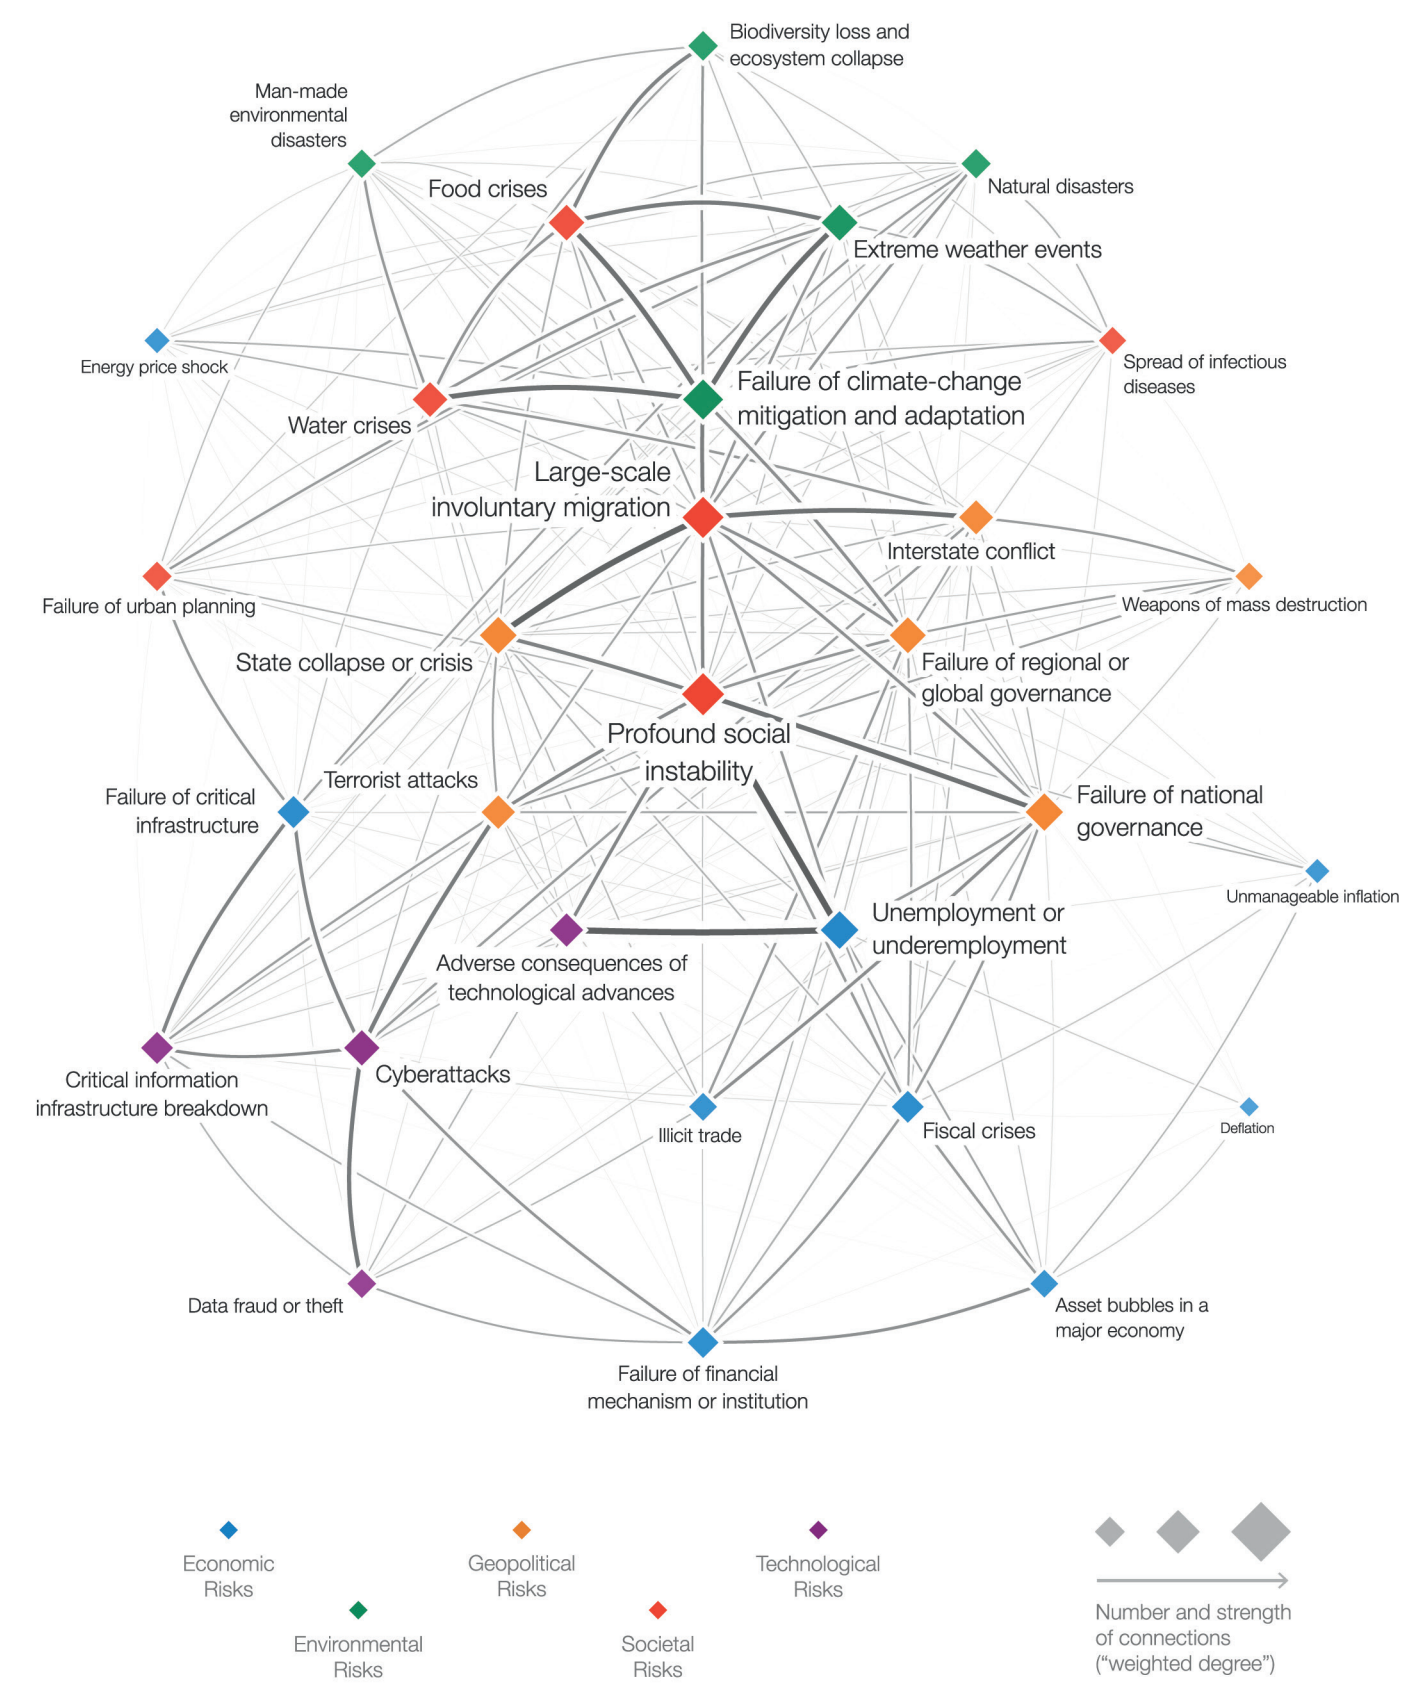 Biodiversity loss and
ecosystem collapse
Man-made
environmental
disasters
Natural disasters
Food crises
Extreme weather events
Energy price shock
Spread of infectious
diseases
Water crises
Failure of climate-change
mitigation and adaptation
Large-scale
involuntary migration
Interstate conflict
Failure of urban planning
Weapons of mass destruction
State collapse or crisis
Failure of regional or
global governance
Profound social
instability
Terrorist attacks
Failure of critical
infrastructure
Failure of national
governance
Unmanageable inflation
Unemployment or
underemployment
Adverse consequences of
technological advances
Critical information
infrastructure breakdown
Cyberattacks
Illicit trade
Fiscal crises
Deflation
Data fraud or theft
Asset bubbles in a
major economy
Failure of financial
mechanism or institution
Economic
Risks
Geopolitical
Risks
Technological
Risks
Environmental
Risks
Societal
Risks
Number and strength
of connections
(“weighted degree”)